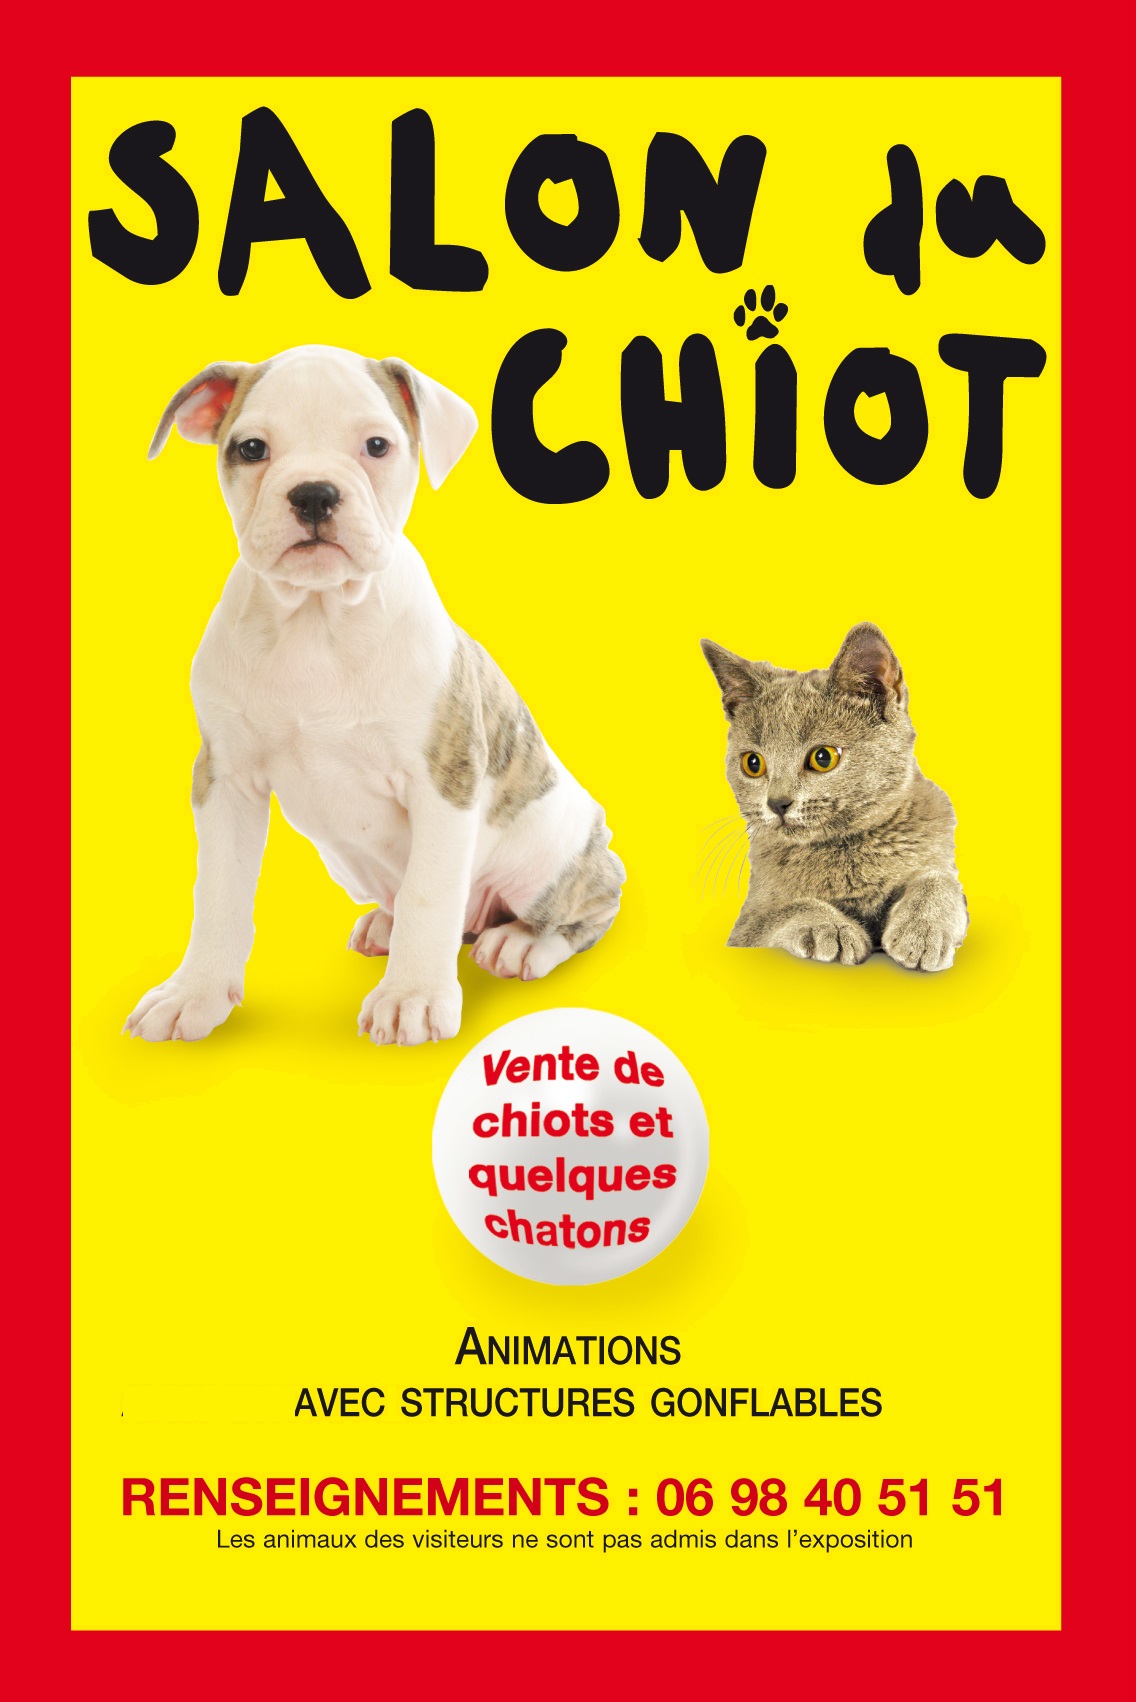 SALON du
CHIOT
Vente de
chiots et
quelques
chatons
ANIMATIONS
AVEC STRUCTURES GONFLABLES
RENSEIGNEMENTS : 06 98 40 51 51
Les animaux des visiteurs ne sont pas admis dans l'exposition